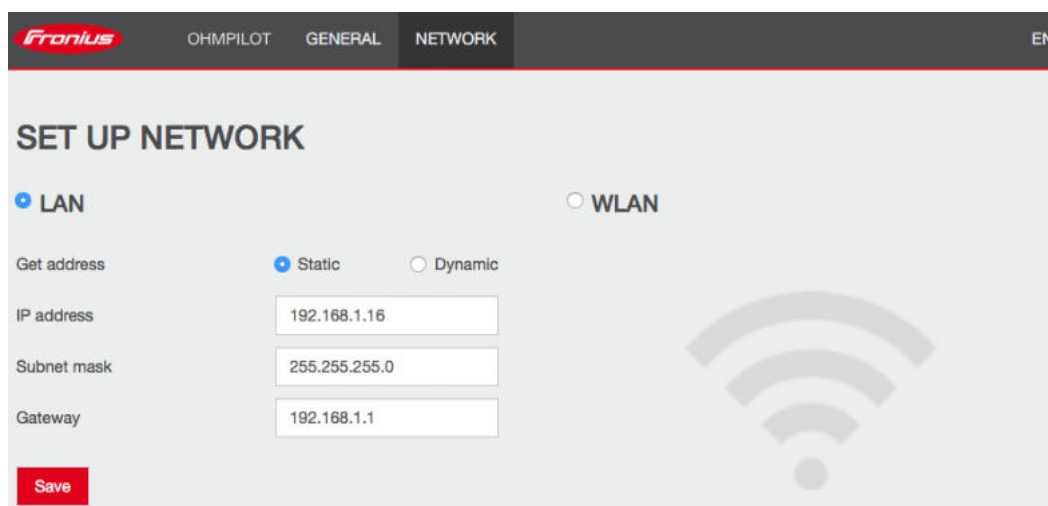 Fronius OHMPILOT GENERAL NETWORK EN
SET UP NETWORK
LAN WLAN
Get address Static Dynamic
IP address 192.168.1.16
Subnet mask 255.255.255.0
Gateway 192.168.1.1
Save